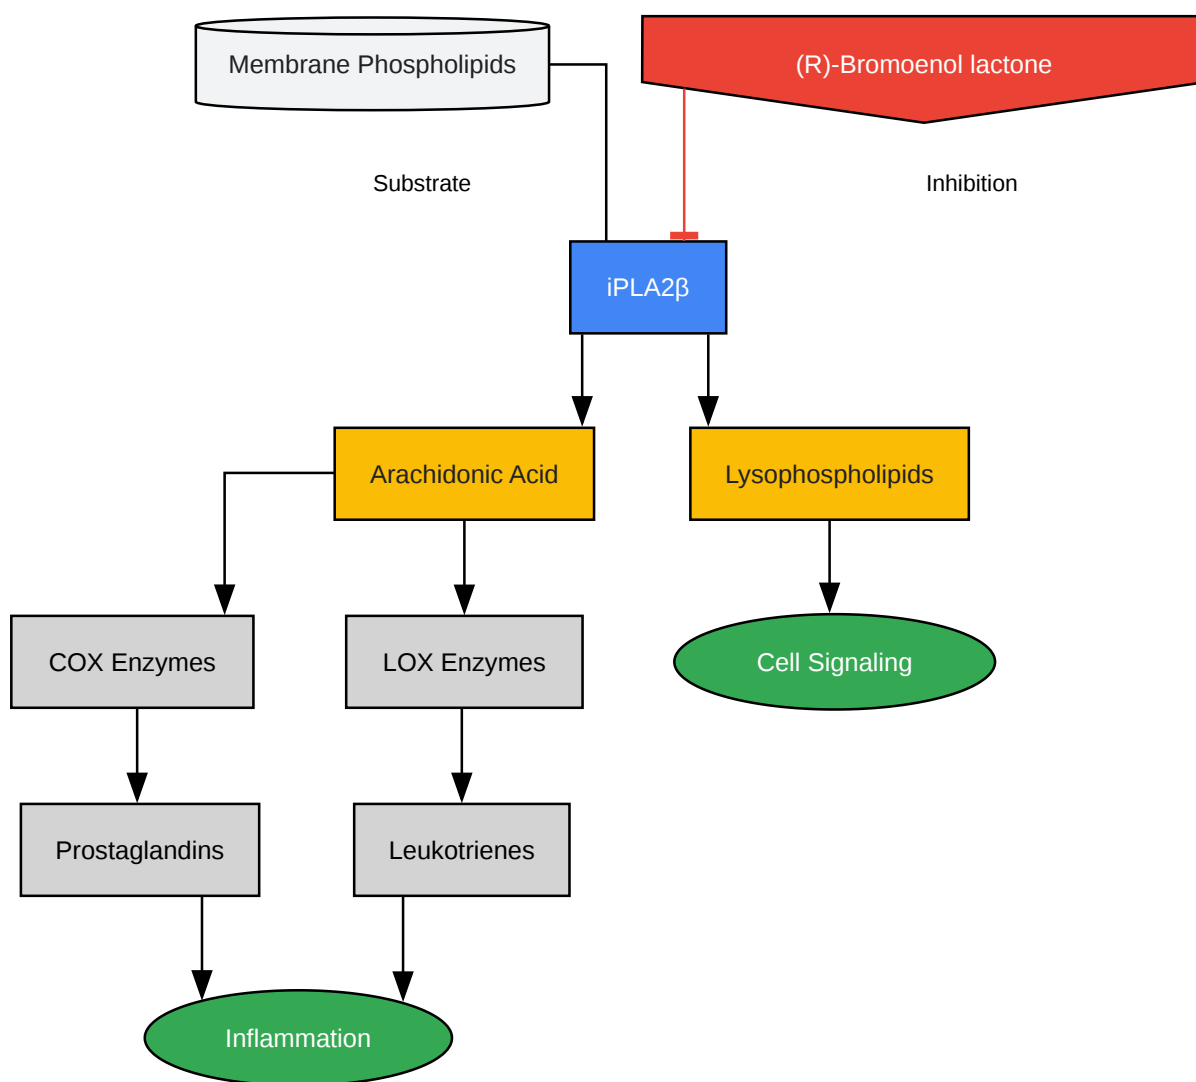 Membrane Phospholipids
(R)-Bromoenol lactone
Substrate
Inhibition
iPLA2β
Arachidonic Acid
Lysophospholipids
COX Enzymes
LOX Enzymes
Cell Signaling
Prostaglandins
Leukotrienes
Inflammation